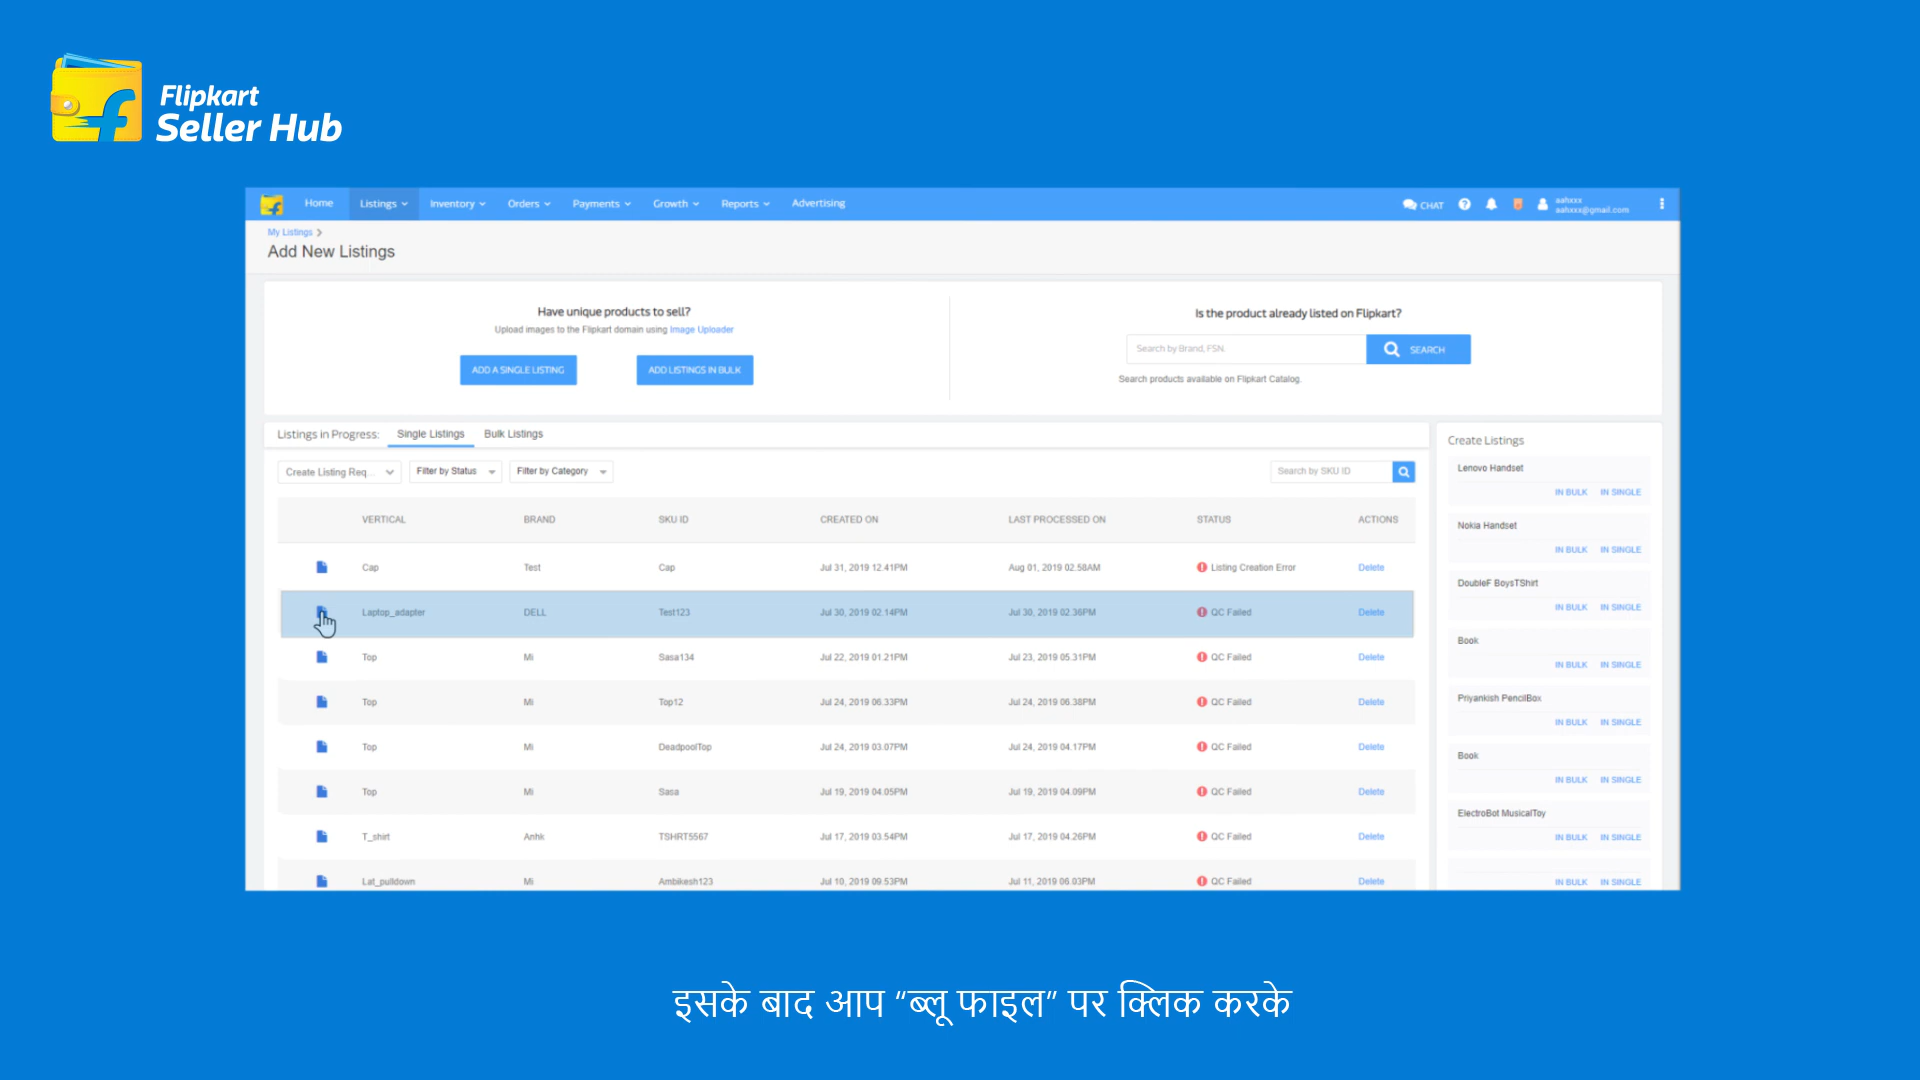 Flipkart
Seller Hub
Home Listings Inventory Orders Payments Growth Reports Advertising CHAT aahxxx
aahxxx@gmail.com
My Listings
Add New Listings
Have unique products to sell?
Upload images to the Flipkart domain using Image Uploader
ADD A SINGLE LISTING ADD LISTINGS IN BULK
Is the product already listed on Flipkart?
Search by Brand, FSN. SEARCH
Search products available on Flipkart Catalog.
Listings in Progress: Single Listings Bulk Listings
Create Listing Req... Filter by Status Filter by Category Search by SKU ID
VERTICAL BRAND SKU ID CREATED ON LAST PROCESSED ON STATUS ACTIONS
Cap Test Cap Jul 31, 2019 12.41PM Aug 01, 2019 02.58AM Listing Creation Error Delete
Laptop_adapter DELL Test123 Jul 30, 2019 02.14PM Jul 30, 2019 02.36PM QC Failed Delete
Top Mi Sasa134 Jul 22, 2019 01.21PM Jul 23, 2019 05.31PM QC Failed Delete
Top Mi Top12 Jul 24, 2019 06.33PM Jul 24, 2019 06.38PM QC Failed Delete
Top Mi DeadpoolTop Jul 24, 2019 03.07PM Jul 24, 2019 04.17PM QC Failed Delete
Top Mi Sasa Jul 19, 2019 04.05PM Jul 19, 2019 04.09PM QC Failed Delete
T_shirt Anhk TSHRT5567 Jul 17, 2019 03.54PM Jul 17, 2019 04.26PM QC Failed Delete
Lat_pulldown Mi Ambikesh123 Jul 10, 2019 09.53PM Jul 11, 2019 06.03PM QC Failed Delete
Create Listings
Lenovo Handset
IN BULK IN SINGLE
Nokia Handset
IN BULK IN SINGLE
DoubleF BoysTShirt
IN BULK IN SINGLE
Book
IN BULK IN SINGLE
Priyankish PencilBox
IN BULK IN SINGLE
Book
IN BULK IN SINGLE
ElectroBot MusicalToy
IN BULK IN SINGLE
IN BULK IN SINGLE
इसके बाद आप “ब्लू फाइल” पर क्लिक करके